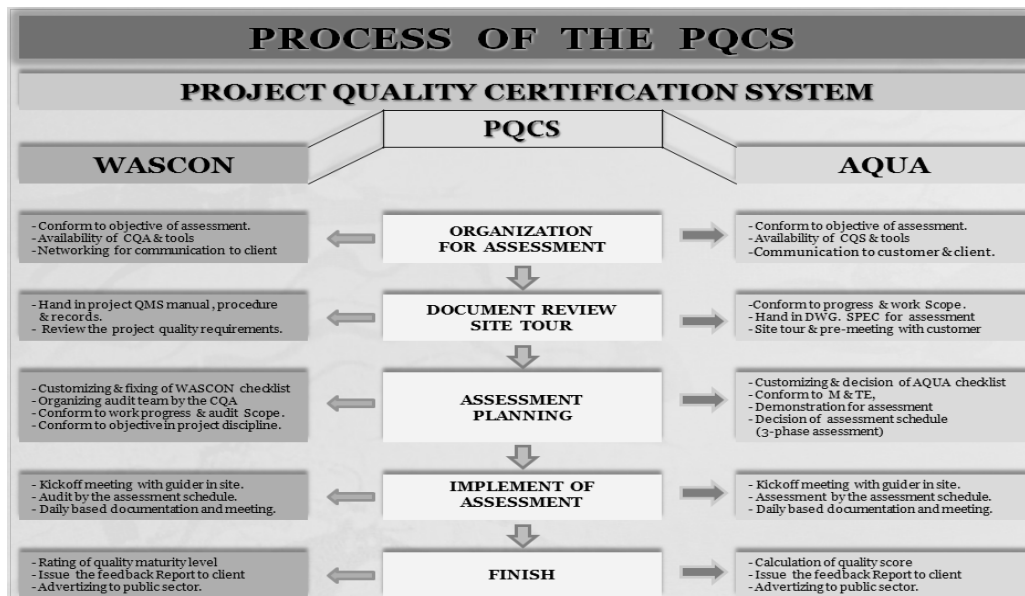 PROCESS OF THE PQCS
PROJECT QUALITY CERTIFICATION SYSTEM
PQCS
WASCON
AQUA
- Conform to objective of assessment.
- Availability of CQA & tools
- Networking for communication to client
ORGANIZATION
FOR ASSESSMENT
- Conform to objective of assessment.
- Availability of CQS & tools
- Communication to customer & client.
- Hand in project QMS manual, procedure
& records.
- Review the project quality requirements.
DOCUMENT REVIEW
SITE TOUR
- Conform to progress & work Scope.
- Hand in DWG. SPEC for assessment
- Site tour & pre-meeting with customer
- Customizing & fixing of WASCON checklist
- Organizing audit team by the CQA
- Conform to work progress & audit Scope.
- Conform to objective in project discipline.
ASSESSMENT
PLANNING
- Customizing & decision of AQUA checklist
- Conform to M & TE,
- Demonstration for assessment
- Decision of assessment schedule
(3-phase assessment)
- Kickoff meeting with guider in site.
- Audit by the assessment schedule.
- Daily based documentation and meeting.
IMPLEMENT OF
ASSESSMENT
- Kickoff meeting with guider in site.
- Assessment by the assessment schedule.
- Daily based documentation and meeting.
- Rating of quality maturity level
- Issue the feedback Report to client
- Advertizing to public sector.
FINISH
- Calculation of quality score
- Issue the feedback Report to client
- Advertizing to public sector.